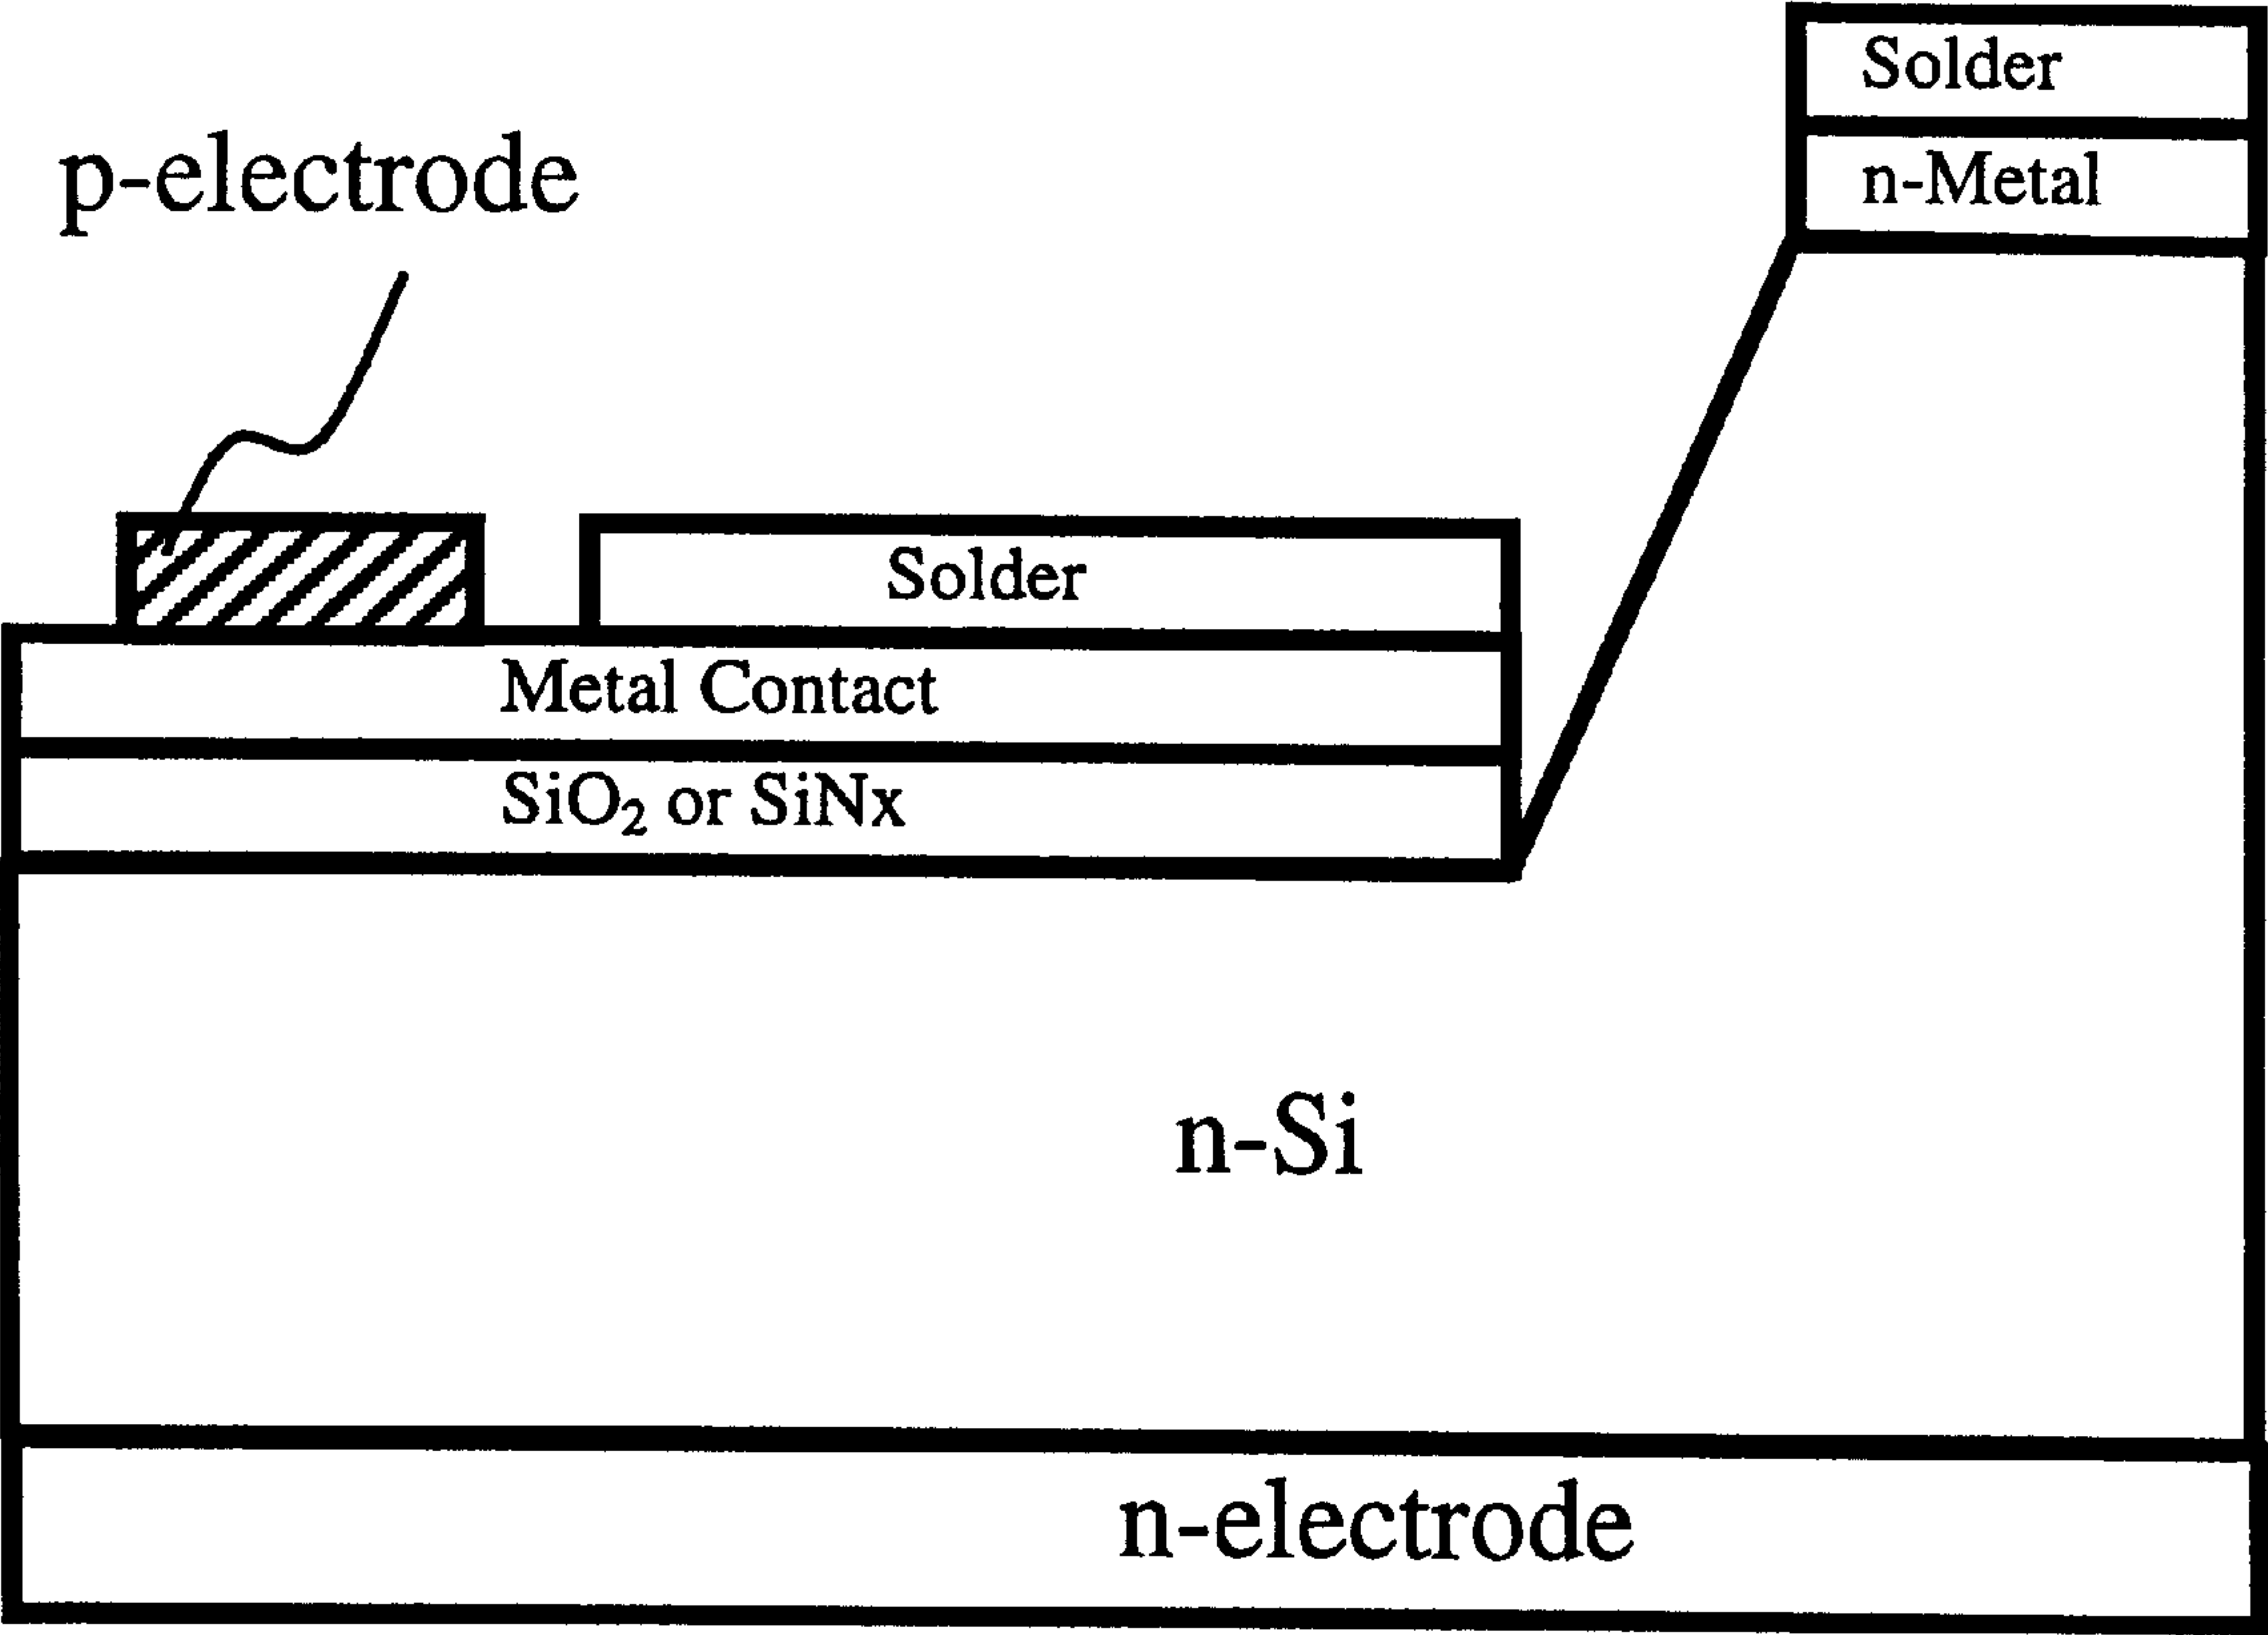 Solder
n-Metal
p-electrode
Solder
Metal Contact
SiO₂ or SiNx
n-Si
n-electrode